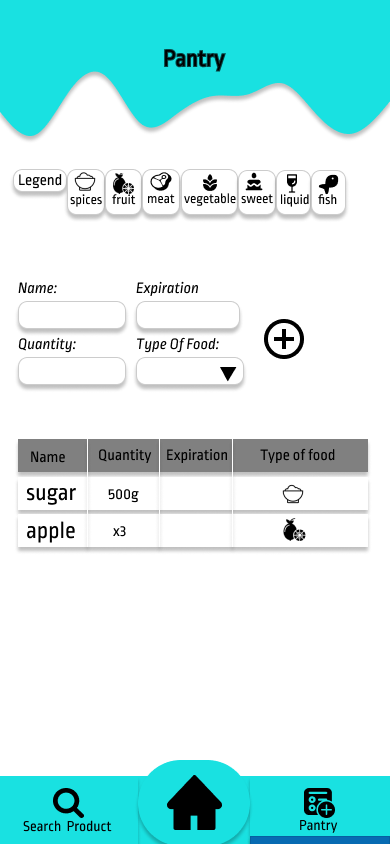 Pantry
Legend
spices fruit meat vegetable sweet liquid fish
Name: Expiration
Quantity: Type Of Food:
Name Quantity Expiration Type of food
sugar 500g
apple x3
Search Product Pantry